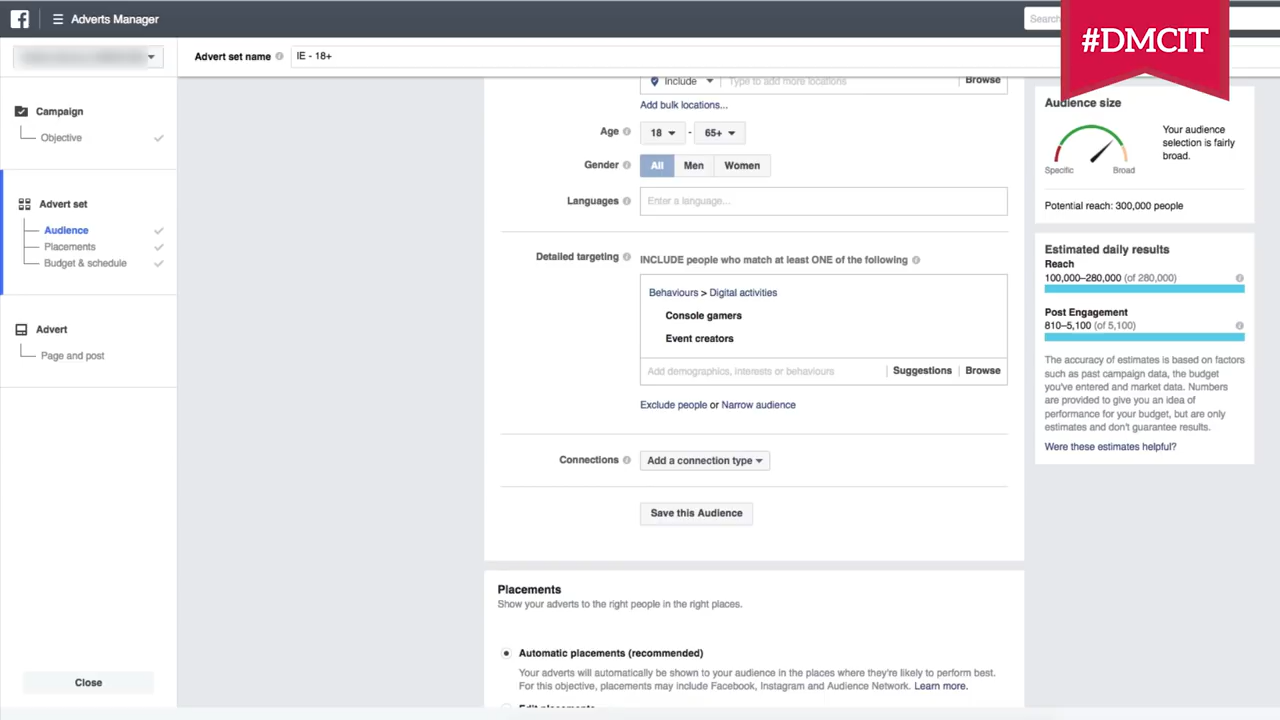 Adverts Manager
Search
#DMCIT
Advert set name
IE - 18+
Campaign
Objective
Advert set
Audience
Placements
Budget & schedule
Advert
Page and post
Close
Include
Type to add more locations
Browse
Add bulk locations...
Age
18
-
65+
Gender
All
Men
Women
Languages
Enter a language...
Detailed targeting
INCLUDE people who match at least ONE of the following
Behaviours > Digital activities
Console gamers
Event creators
Add demographics, interests or behaviours
Suggestions
Browse
Exclude people or Narrow audience
Connections
Add a connection type
Save this Audience
Placements
Show your adverts to the right people in the right places.
Automatic placements (recommended)
Your adverts will automatically be shown to your audience in the places where they're likely to perform best.
For this objective, placements may include Facebook, Instagram and Audience Network. Learn more.
Edit placements
Audience size
Your audience
selection is fairly
broad.
Specific
Broad
Potential reach: 300,000 people
Estimated daily results
Reach
100,000–280,000 (of 280,000)
Post Engagement
810–5,100 (of 5,100)
The accuracy of estimates is based on factors
such as past campaign data, the budget
you've entered and market data. Numbers
are provided to give you an idea of
performance for your budget, but are only
estimates and don't guarantee results.
Were these estimates helpful?